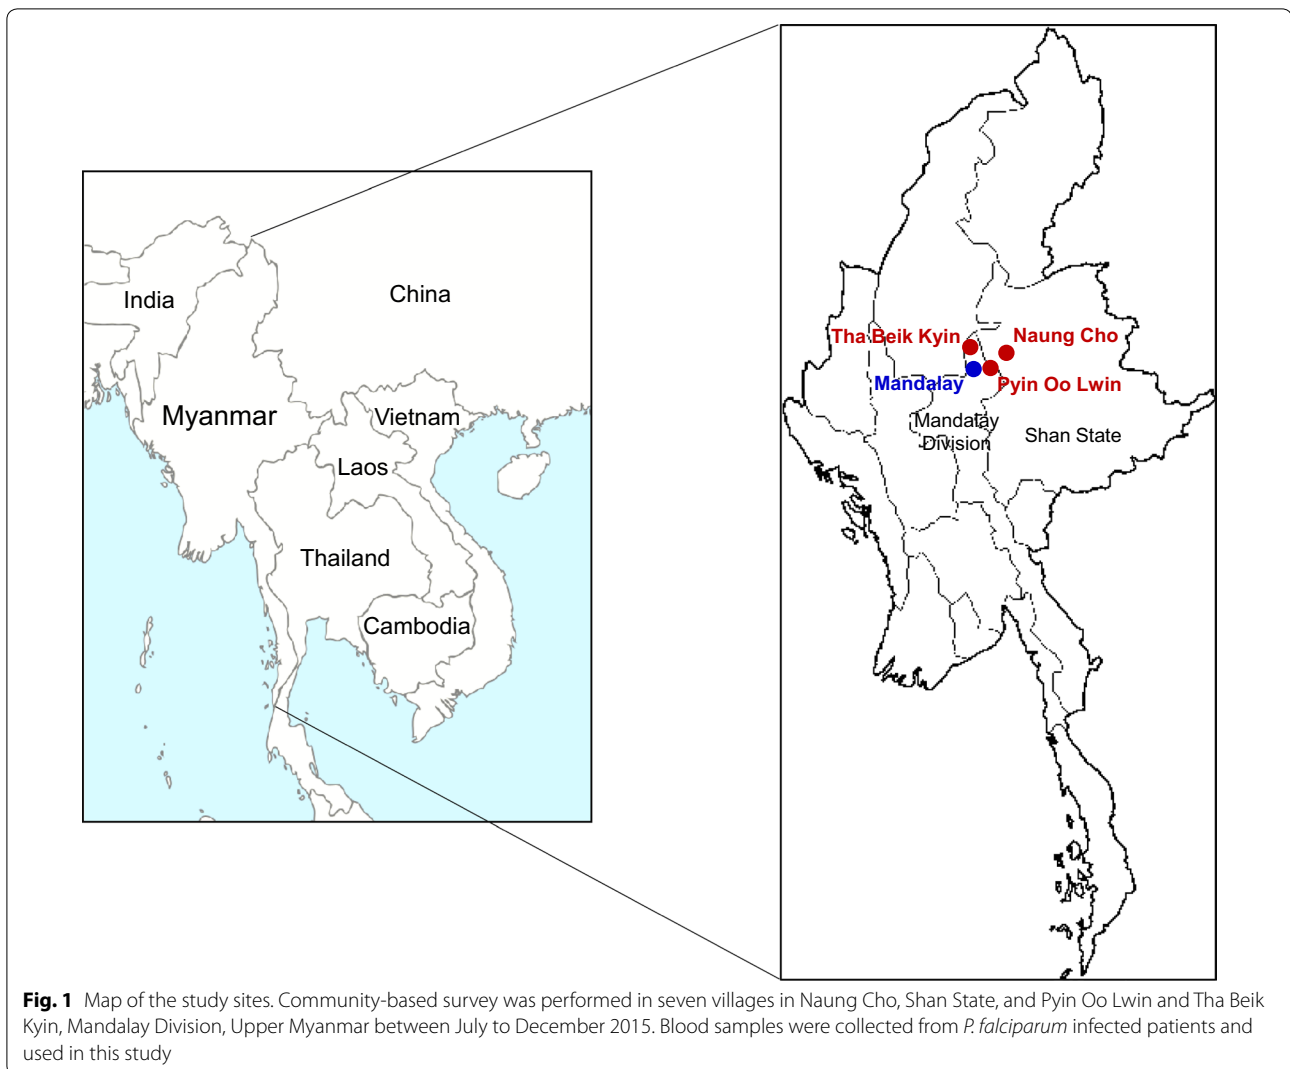 India
China
Myanmar
Vietnam
Laos
Thailand
Cambodia
Tha Beik Kyin
Naung Cho
Mandalay
Pyin Oo Lwin
Mandalay
Division
Shan State
Fig. 1 Map of the study sites. Community-based survey was performed in seven villages in Naung Cho, Shan State, and Pyin Oo Lwin and Tha Beik
Kyin, Mandalay Division, Upper Myanmar between July to December 2015. Blood samples were collected from P. falciparum infected patients and
used in this study